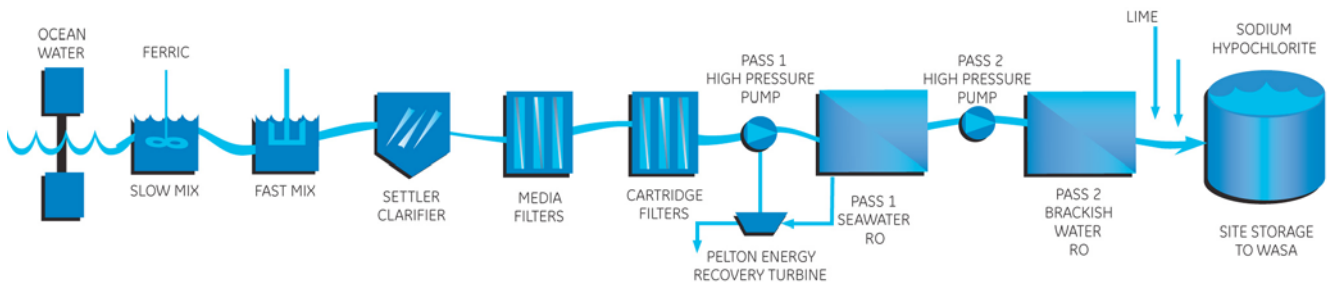 OCEAN
WATER
FERRIC
SLOW MIX
FAST MIX
SETTLER
CLARIFIER
MEDIA
FILTERS
CARTRIDGE
FILTERS
PASS 1
HIGH PRESSURE
PUMP
PELTON ENERGY
RECOVERY TURBINE
PASS 1
SEAWATER
RO
PASS 2
HIGH PRESSURE
PUMP
PASS 2
BRACKISH
WATER
RO
LIME
SODIUM
HYPOCHLORITE
SITE STORAGE
TO WASA